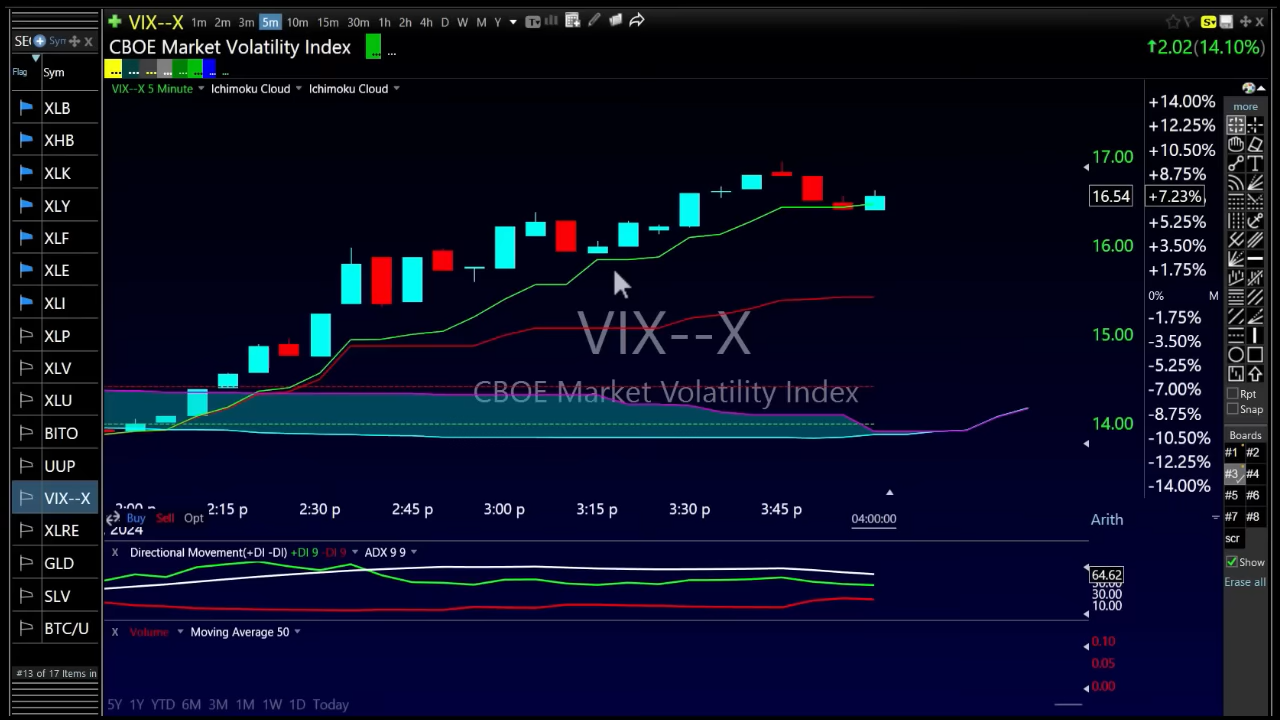 VIX--X 1m 2m 3m 5m 10m 15m 30m 1h 2h 4h D W M Y
CBOE Market Volatility Index ...
2.02(14.10%)
SE Syn
Flag Sym
XLB
XHB
XLK
XLY
XLF
XLE
XLI
XLP
XLV
XLU
BITO
UUP
VIX--X
XLRE
GLD
SLV
BTC/U
#13 of 17 Items in
VIX--X 5 Minute Ichimoku Cloud Ichimoku Cloud
VIX--X
CBOE Market Volatility Index
17.00
16.54
16.00
15.00
14.00
+14.00%
+12.25%
+10.50%
+8.75%
+7.23%
+5.25%
+3.50%
+1.75%
0% M
-1.75%
-3.50%
-5.25%
-7.00%
-8.75%
-10.50%
-12.25%
-14.00%
2:00 p 2:15 p 2:30 p 2:45 p 3:00 p 3:15 p 3:30 p 3:45 p 04:00:00
Buy Sell Opt
2024
Arith
X Directional Movement(+DI -DI) +DI 9 -DI 9 ADX 9 9
64.62
30.00
10.00
X Volume Moving Average 50
0.10
0.05
0.00
5Y 1Y YTD 6M 3M 1M 1W 1D Today
more
Rpt
Snap
Boards
#1 #2
#3 #4
#5 #6
#7 #8
scr
Show
Erase all